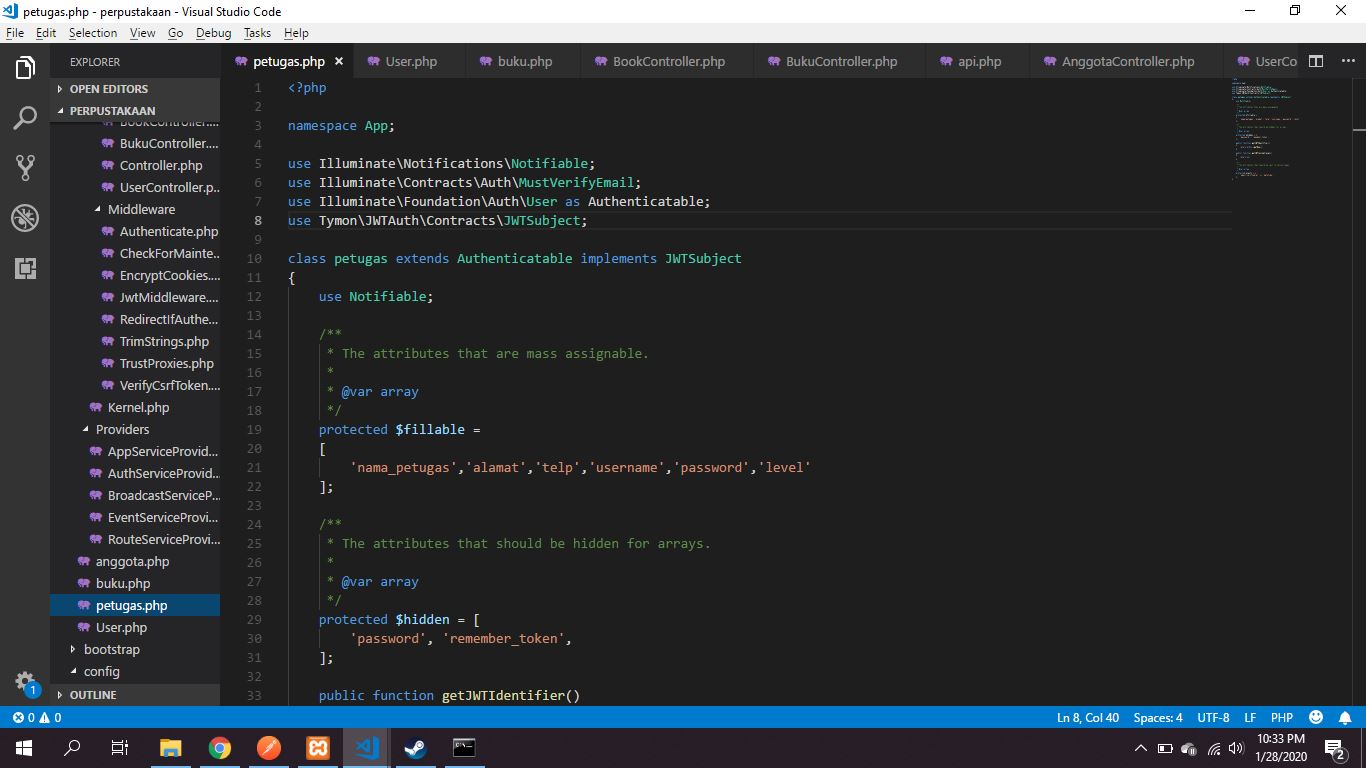 petugas.php - perpustakaan - Visual Studio Code
File Edit Selection View Go Debug Tasks Help
EXPLORER
OPEN EDITORS
PERPUSTAKAAN
BookController....
BukuController....
Controller.php
UserController.p...
Middleware
Authenticate.php
CheckForMainte...
EncryptCookies....
JwtMiddleware....
RedirectIfAuthe...
TrimStrings.php
TrustProxies.php
VerifyCsrfToken....
Kernel.php
Providers
AppServiceProvid...
AuthServiceProvid...
BroadcastServiceP...
EventServiceProvi...
RouteServiceProvi...
anggota.php
buku.php
petugas.php
User.php
bootstrap
config
OUTLINE
1
petugas.php User.php buku.php BookController.php BukuController.php api.php AnggotaController.php UserCo
1 <?php
2
3 namespace App;
4
5 use Illuminate\Notifications\Notifiable;
6 use Illuminate\Contracts\Auth\MustVerifyEmail;
7 use Illuminate\Foundation\Auth\User as Authenticatable;
8 use Tymon\JWTAuth\Contracts\JWTSubject;
9
10 class petugas extends Authenticatable implements JWTSubject
11 {
12 use Notifiable;
13
14 /**
15 * The attributes that are mass assignable.
16 *
17 * @var array
18 */
19 protected $fillable =
20 [
21 'nama_petugas','alamat','telp','username','password','level'
22 ];
23
24 /**
25 * The attributes that should be hidden for arrays.
26 *
27 * @var array
28 */
29 protected $hidden = [
30 'password', 'remember_token',
31 ];
32
33 public function getJWTIdentifier()
0 0 Ln 8, Col 40 Spaces: 4 UTF-8 LF PHP
10:33 PM
1/28/2020
2